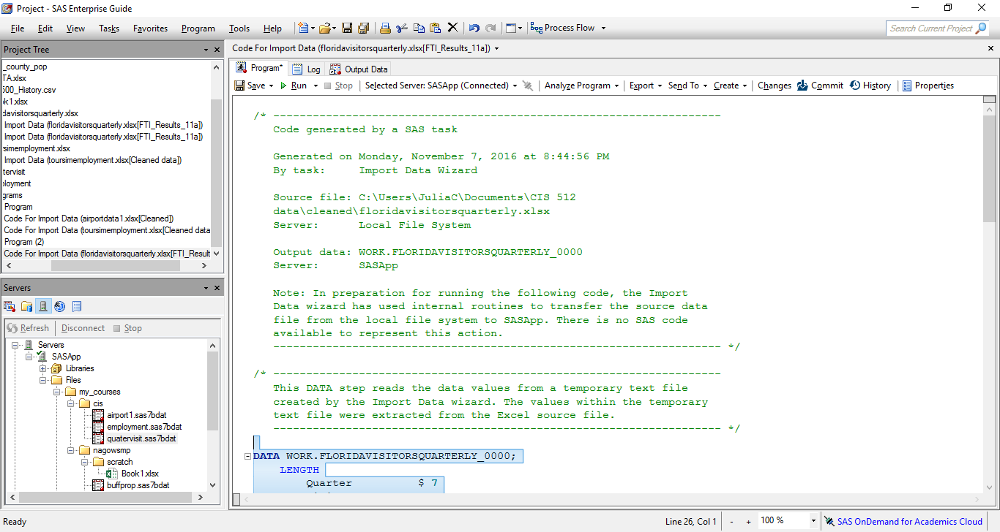 Project - SAS Enterprise Guide
File Edit View Tasks Favorites Program Tools Help Process Flow Search Current Project
Project Tree
_county_pop
TA.xlsx
500_History.csv
ok1.xlsx
davisitorsquarterly.xlsx
Import Data (floridavisitorsquarterly.xlsx[FTI_Results_11a])
Import Data (floridavisitorsquarterly.xlsx[FTI_Results_11a])
rsimemployment.xlsx
Import Data (toursimemployment.xlsx[Cleaned data])
tervisit
ployment
grams
Program
Code For Import Data (airportdata1.xlsx[Cleaned])
Code For Import Data (toursimemployment.xlsx[Cleaned data
Program (2)
Code For Import Data (floridavisitorsquarterly.xlsx[FTI_Result
Servers
Refresh Disconnect Stop
Servers
SASApp
Libraries
Files
my_courses
cis
airport1.sas7bdat
employment.sas7bdat
quatervisit.sas7bdat
nagowsmp
scratch
Book1.xlsx
buffprop.sas7bdat
Code For Import Data (floridavisitorsquarterly.xlsx[FTI_Results_11a])
Program* Log Output Data
Save Run Stop Selected Server: SASApp (Connected) Analyze Program Export Send To Create Changes Commit History Properties
/* --------------------------------------------------------------------
Code generated by a SAS task
Generated on Monday, November 7, 2016 at 8:44:56 PM
By task: Import Data Wizard
Source file: C:\Users\JuliaC\Documents\CIS 512
data\cleaned\floridavisitorsquarterly.xlsx
Server: Local File System
Output data: WORK.FLORIDAVISITORSQUARTERLY_0000
Server: SASApp
Note: In preparation for running the following code, the Import
Data wizard has used internal routines to transfer the source data
file from the local file system to SASApp. There is no SAS code
available to represent this action.
-------------------------------------------------------------------- */
/* --------------------------------------------------------------------
This DATA step reads the data values from a temporary text file
created by the Import Data wizard. The values within the temporary
text file were extracted from the Excel source file.
-------------------------------------------------------------------- */
DATA WORK.FLORIDAVISITORSQUARTERLY_0000;
LENGTH
Quarter $ 7
Ready
Line 26, Col 1 - + 100 % SAS OnDemand for Academics Cloud